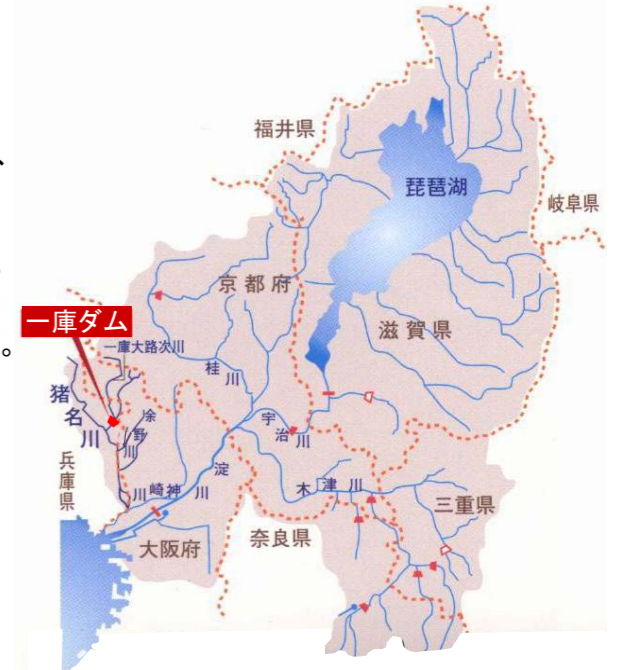 福井県
、
琵琶湖
岐阜県
京都府
一庫ダム
滋賀県
。
一庫大路次川
桂川
猪名川
余野川
宇治川
兵庫県
淀川
神崎川
木津川
三重県
奈良県
大阪府